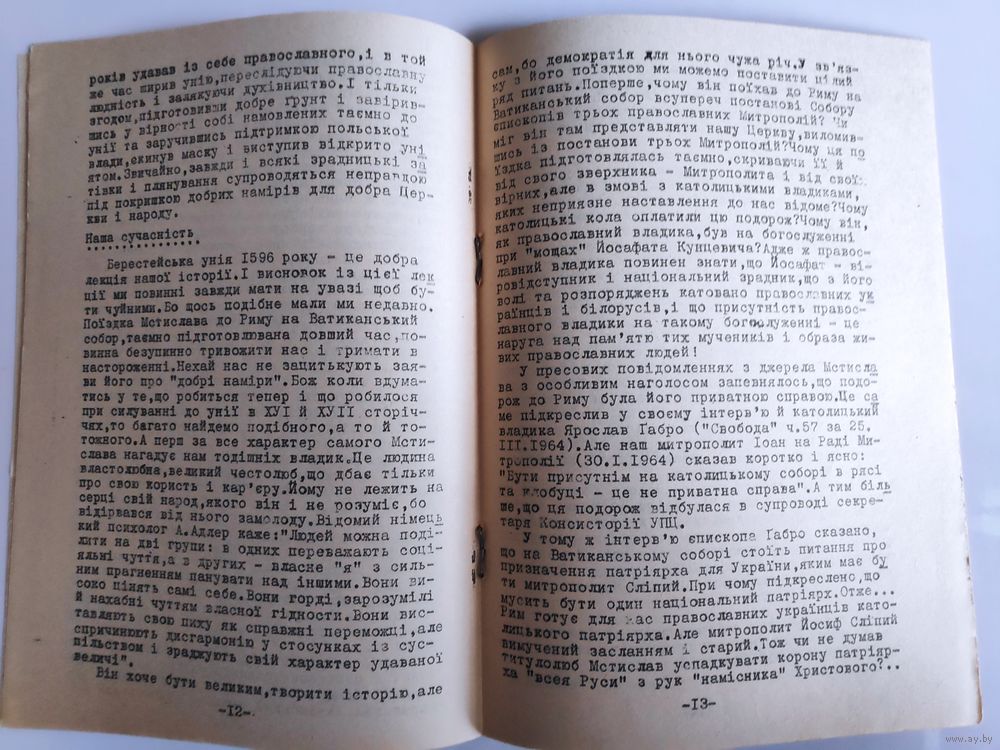 років удавав із себе православного,і в той
же час ширив унію,переслідуючи православну
людність і залякуючи духівництво.І тільки
згодом,підготовивши добре ґрунт і завірив-
шись у вірності собі намовлених таємно до
унії та заручившись підтримкою польської
влади,скинув маску і виступив відкрито уні
ятом.Звичайно,завжди і всякі зрадницькі за
тівки і плянування супроводяться неправдою
під покришкою добрих намірів для добра Цер-
кви і народу.
Наша сучасність
Берестейська унія 1596 року - це добра
лекція нашої історії.І висновок із цієї лек
ції ми повинні завжди мати на увазі щоб бу-
ти чуйними.Бо щось подібне мали ми недавно.
Поїздка Мстислава до Риму на Ватиканський
собор,таємно підготовлювана довший час,по-
винна безупинно тривожити нас і тримати в
настороженні.Нехай нас не зацитькують зая-
ви його про "добрі наміри".Бож коли вдума-
тись у те,що робиться тепер і що робилося
при силуванні до унії в ХУІ й ХУІІ сторіч-
чях,то багато найдемо подібного,а то й то-
тожного.А перш за все характер самого Мсти-
слава нагадує нам тодішніх владик.Це людина
властолюбна,великий честолюб,що дбає тільки
про свою користь і кар'єру.Йому не лежить на
серці свій народ,якого він і не розуміє,бо
відірвався від нього замолоду.Відомий німець
кий психолог А.Адлер каже:"Людей можна поді-
лити на дві групи: в одних переважають соці-
яльні чуття,а в других - власне "я" з силь-
ним прагненням панувати над іншими.Вони ви-
соко цінять самі себе.Вони горді,зарозумілі
й нахабні чуттям власної гідности.Вони вис-
тавляють свою пиху як справжні переможці,але
спричинюють дисгармонію у стосунках із сус-
пільством і зраджують свій характер удаваної
величі".
Він хоче бути великим,творити історію,але
-12-
сам,бо демократія для нього чужа річ.У зв'яз-
ку з його поїздкою ми можемо поставити цілий
ряд питань.Поперше,чому він поїхав до Риму на
Ватиканський собор всупереч постанові Собору
єпископів трьох православних Митрополій? Чи
міг він там представляти нашу Церкву,виломив-
шись із постанови трьох Митрополій?Чому ця по
їздка підготовлялась таємно,скриваючи її й
від свого зверхника - Митрополита і від своїх
вірних,але в змові з католицькими владиками,
яких неприязне наставлення до нас відоме?Чому
католицькі кола оплатили цю подорож?Чому він,
як православний владика,був на богослуженні
при "мощах" Йосафата Кунцевича?Адже ж правос-
лавний владика повинен знати,що Йосафат - ві-
ровідступник і національний зрадник,що з його
волі та розпоряджень катовано православних ук
раїнців і білорусів,і що присутність правос-
лавного владики на такому богослуженні - це
наруга над пам'яттю тих мучеників і образа жи-
вих православних людей!
У пресових повідомленнях з джерела Мстисла
ва з особливим наголосом запевнялось,що подо-
рож до Риму була його приватною справою.Це са
ме підкреслив у своєму інтерв'ю й католицький
владика Ярослав Ґабро ("Свобода" ч.57 за 25.
ІІІ.1964).Але наш митрополит Іоан на Раді Ми-
трополії (30.І.1964) сказав коротко і ясно:
"Бути присутнім на католицькому соборі в рясі
та клобуці - це не приватна справа".А тим біль
ше,що ця подорож відбулася в супроводі секре-
таря Консисторії УПЦ.
У тому ж інтерв'ю єпископа Ґабро сказано,
що на Ватиканському соборі стоїть питання про
призначення патріярха для України,яким має бу
ти митрополит Сліпий.При чому підкреслено,що
мусить бути один національний патріярх.Отже...
Рим готує для нас православних українців като-
лицького патріярха.Але митрополит Йосиф Сліпий
вимучений засланням і старий.Тож чи не думав
титулолюб Мстислав успадкувати корону патріяр-
ха "всея Руси" з рук "намісника" Христового?..
-13-
www.ay.by